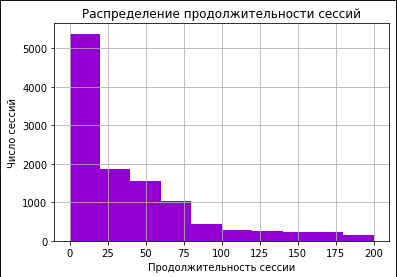 Распределение продолжительности сессий
5000
4000
3000
2000
1000
0
Число сессий
0 25 50 75 100 125 150 175 200
Продолжительность сессии